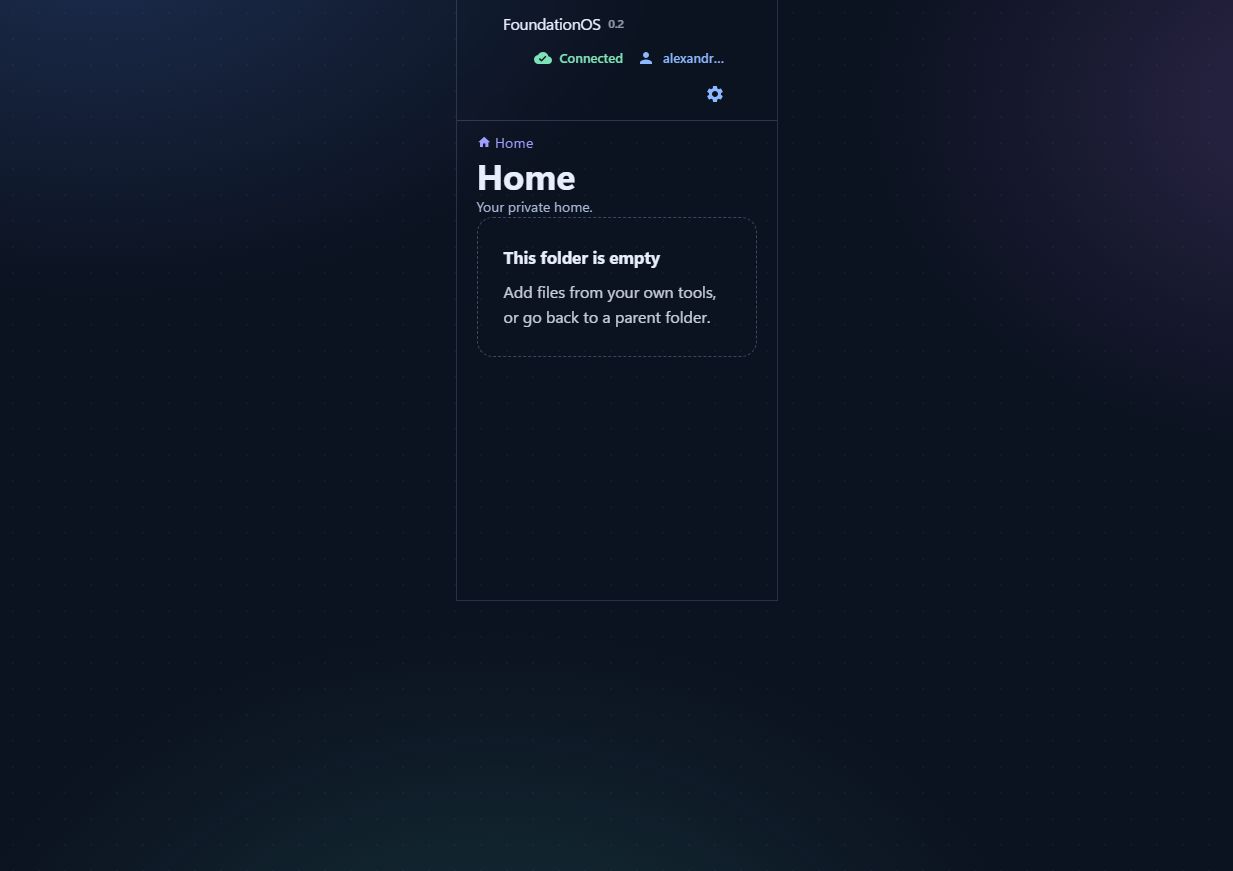 FoundationOS 0.2
Connected alexandr...
Home
Home
Your private home.
This folder is empty
Add files from your own tools,
or go back to a parent folder.